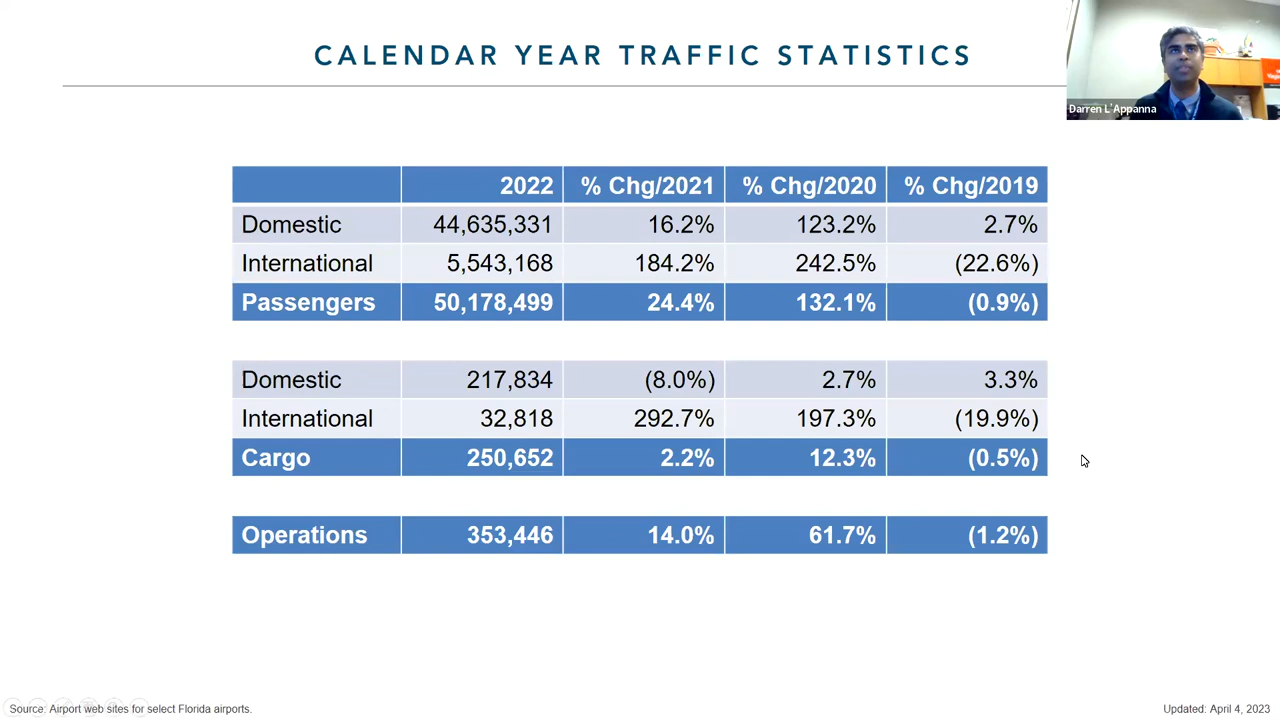 CALENDAR YEAR TRAFFIC STATISTICS
Darren L'Appanna
2022 % Chg/2021 % Chg/2020 % Chg/2019
Domestic 44,635,331 16.2% 123.2% 2.7%
International 5,543,168 184.2% 242.5% (22.6%)
Passengers 50,178,499 24.4% 132.1% (0.9%)
Domestic 217,834 (8.0%) 2.7% 3.3%
International 32,818 292.7% 197.3% (19.9%)
Cargo 250,652 2.2% 12.3% (0.5%)
Operations 353,446 14.0% 61.7% (1.2%)
Source: Airport web sites for select Florida airports.
Updated: April 4, 2023